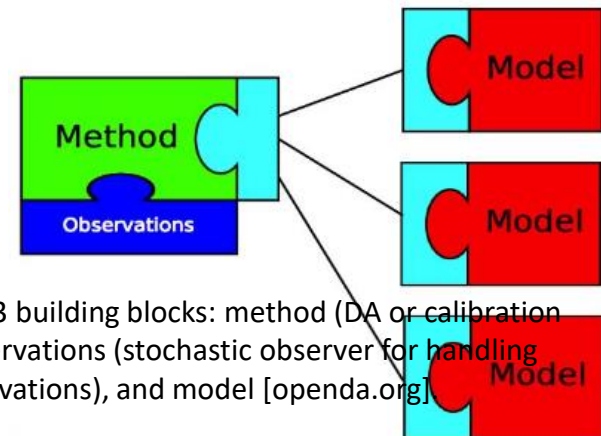 Model
Method
Observations
Model
3 building blocks: method (DA or calibration
rvations (stochastic observer for handling
vations), and model [openda.org].
Model